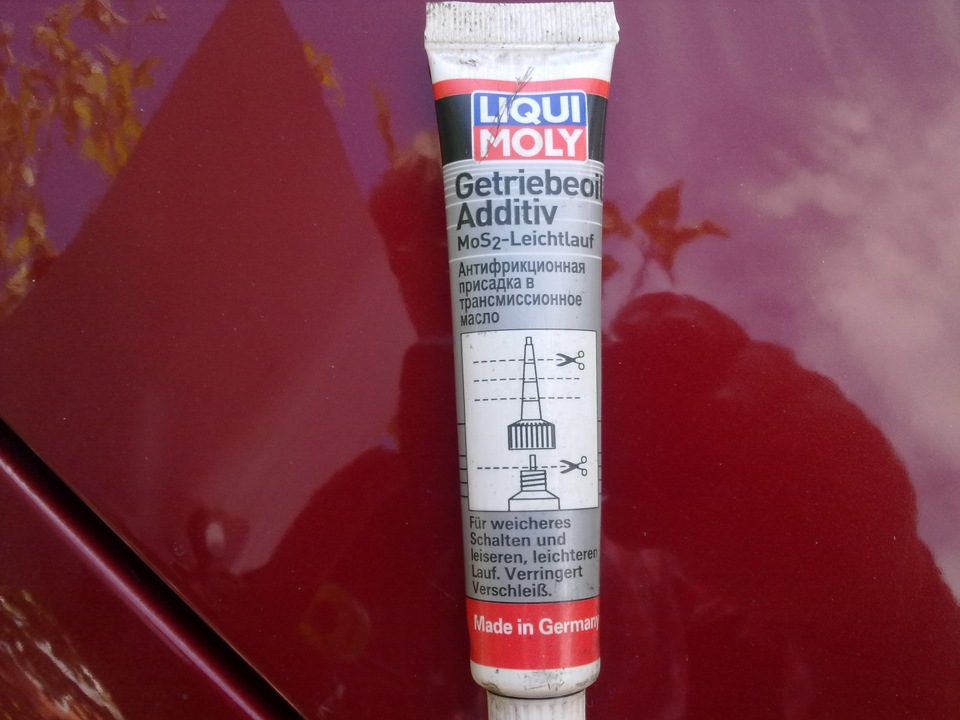 LIQUI
MOLY
Getriebeoil
Additiv
MoS2-Leichtlauf
Антифрикционная
присадка в
трансмиссионное
масло
Für weicheres
Schalten und
leiseren, leichteren
Lauf. Verringert
Verschleiß.
Made in Germany